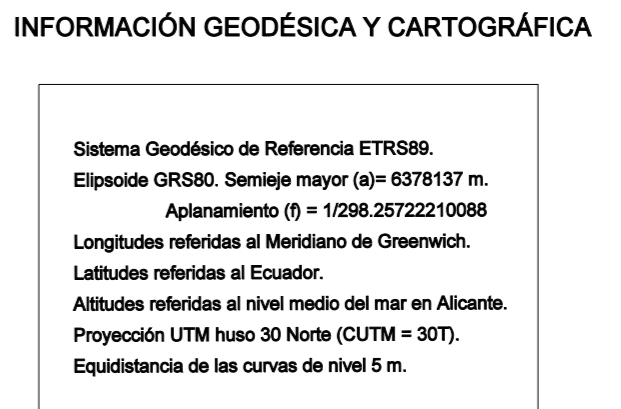 INFORMACIÓN GEODÉSICA Y CARTOGRÁFICA
Sistema Geodésico de Referencia ETRS89.
Elipsoide GRS80. Semieje mayor (a)= 6378137 m.
Aplanamiento (f) = 1/298.25722210088
Longitudes referidas al Meridiano de Greenwich.
Latitudes referidas al Ecuador.
Altitudes referidas al nivel medio del mar en Alicante.
Proyección UTM huso 30 Norte (CUTM = 30T).
Equidistancia de las curvas de nivel 5 m.